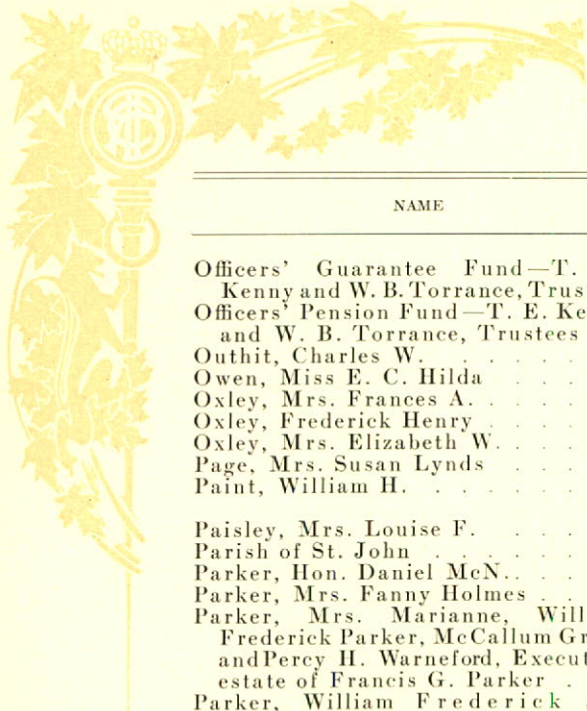 NAME
Officers' Guarantee Fund—T.
Kenny and W. B. Torrance, Trus
Officers' Pension Fund—T. E. Ke
and W. B. Torrance, Trustees
Outhit, Charles W. . . . . .
Owen, Miss E. C. Hilda . . .
Oxley, Mrs. Frances A. . . . .
Oxley, Frederick Henry . . . .
Oxley, Mrs. Elizabeth W. . . .
Page, Mrs. Susan Lynds . . .
Paint, William H. . . . . . .
Paisley, Mrs. Louise F. . . .
Parish of St. John . . . . . .
Parker, Hon. Daniel McN. . . .
Parker, Mrs. Fanny Holmes . .
Parker, Mrs. Marianne, Will
Frederick Parker, McCallum Gr
and Percy H. Warneford, Execut
estate of Francis G. Parker .
Parker, William Frederick